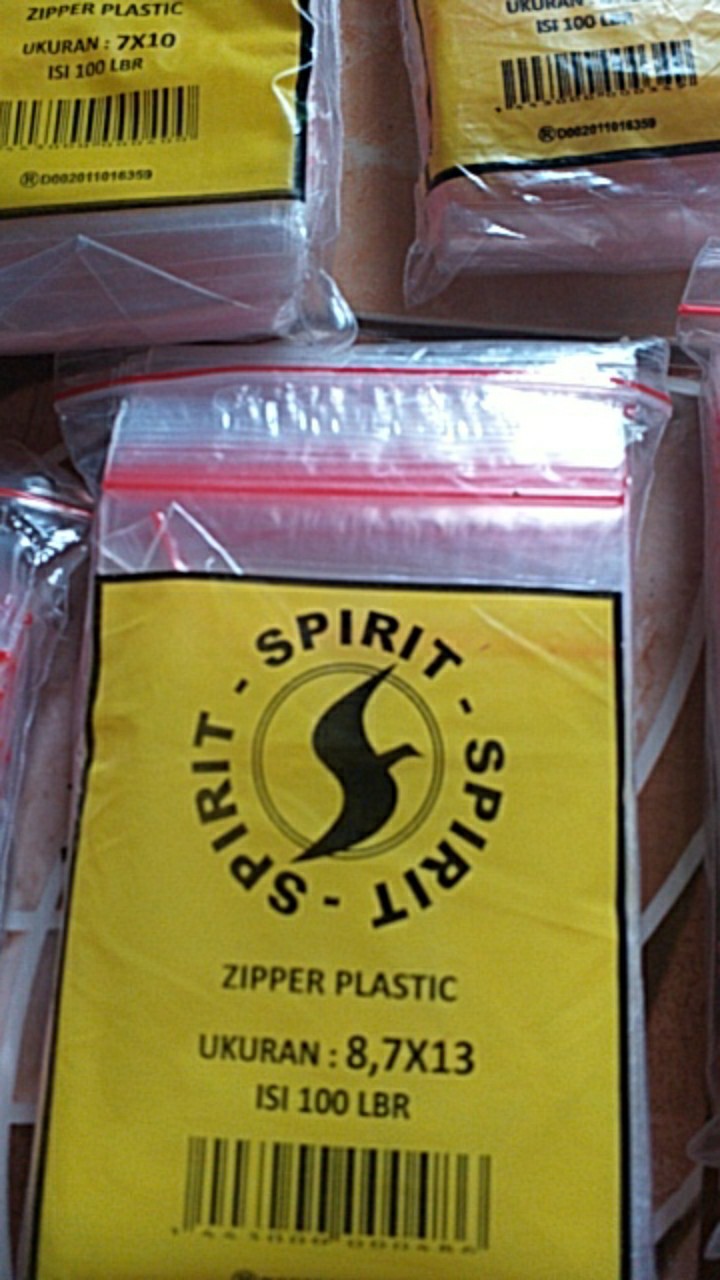 ZIPPER PLASTIC
UKURAN : 7X10
ISI 100 LBR
®D002011016359
UKURAN
ISI 100 LBR
®D002011016359
SPIRIT - SPIRIT - SPIRIT -
ZIPPER PLASTIC
UKURAN : 8,7X13
ISI 100 LBR